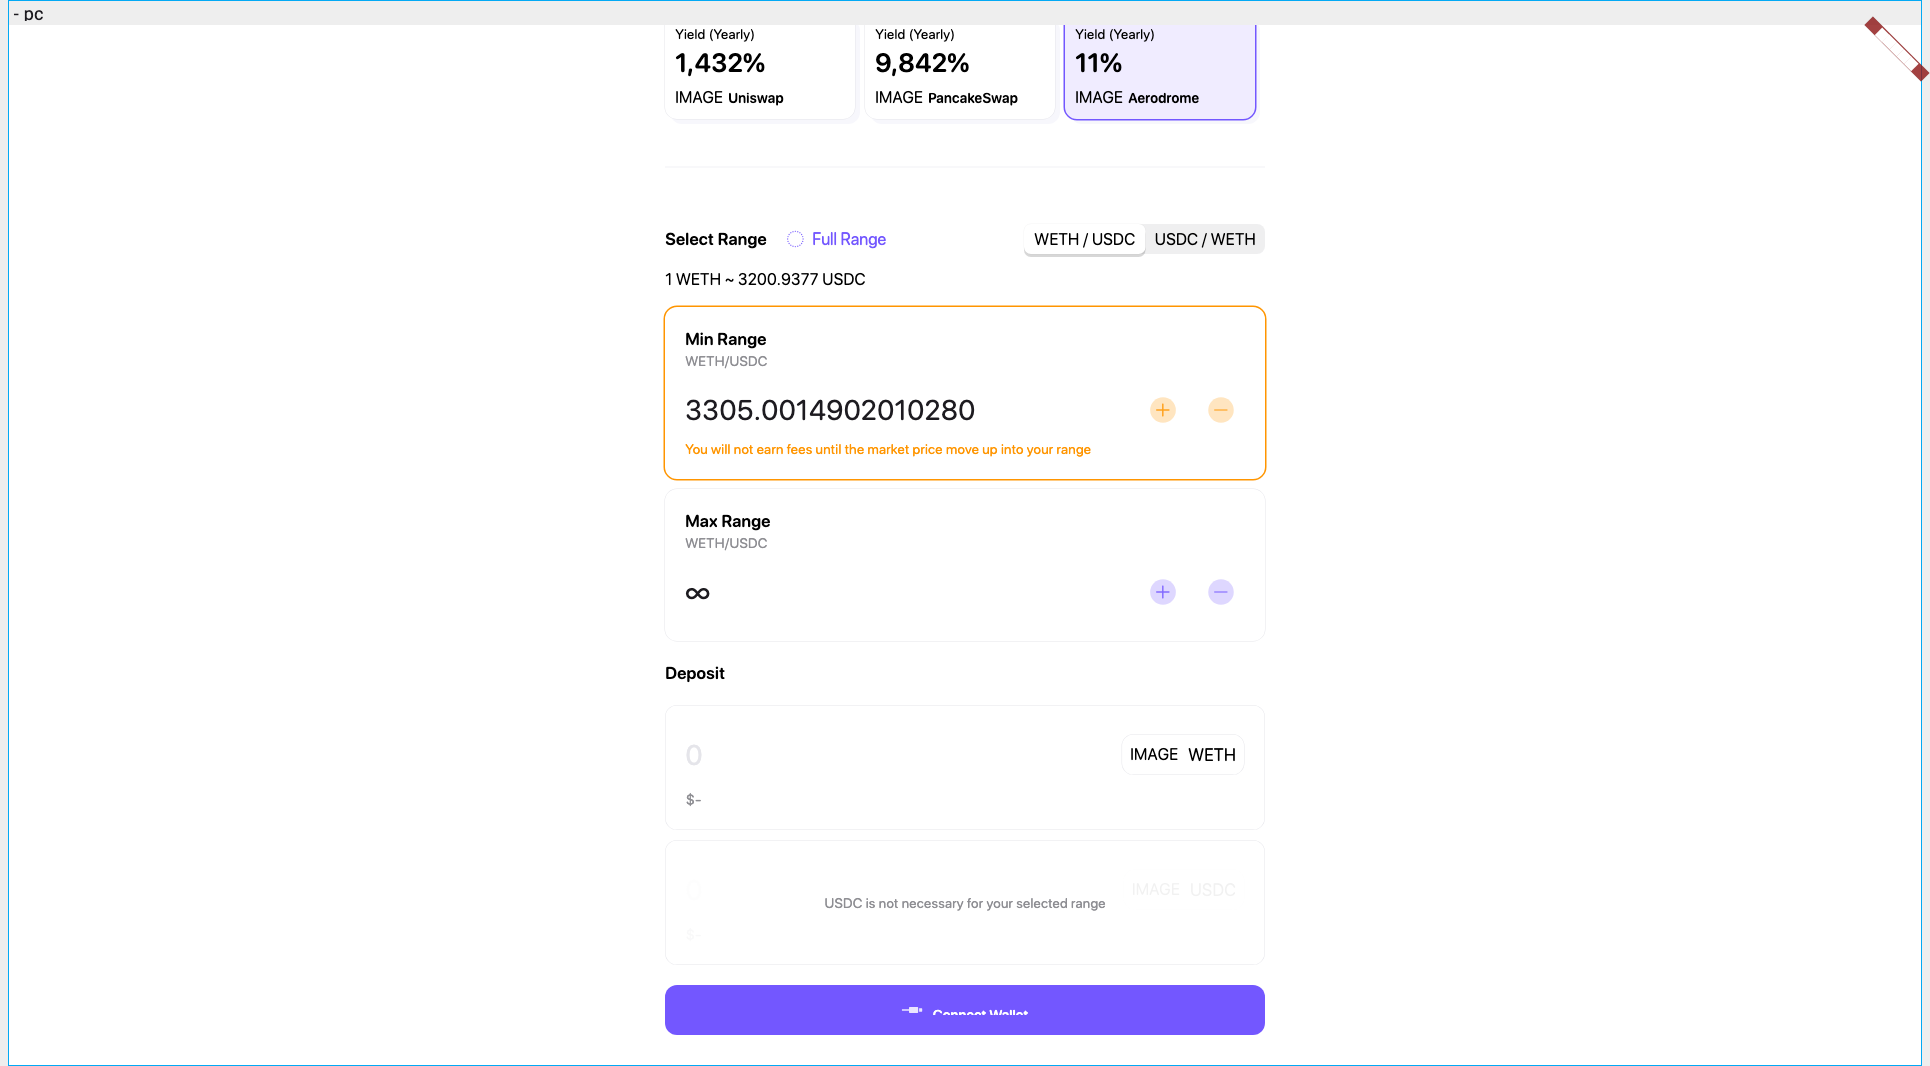 - pc
Yield (Yearly)
1,432%
IMAGE Uniswap
Yield (Yearly)
9,842%
IMAGE PancakeSwap
Yield (Yearly)
11%
IMAGE Aerodrome
Select Range Full Range WETH / USDC USDC / WETH
1 WETH ~ 3200.9377 USDC
Min Range
WETH/USDC
3305.0014902010280
You will not earn fees until the market price move up into your range
Max Range
WETH/USDC
∞
Deposit
0 IMAGE WETH
$-
0 IMAGE USDC
USDC is not necessary for your selected range
$-
Connect Wallet